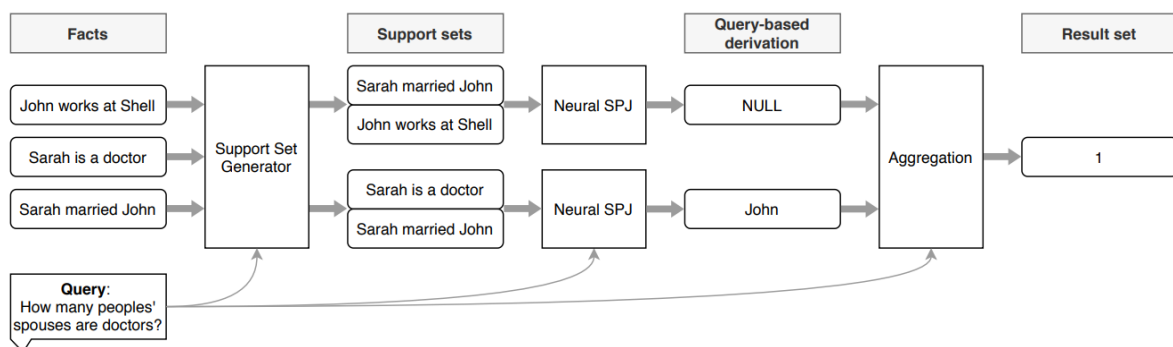 Facts
Support sets
Query-based
derivation
Result set
John works at Shell
Sarah is a doctor
Sarah married John
Support Set
Generator
Sarah married John
John works at Shell
Sarah is a doctor
Sarah married John
Neural SPJ
Neural SPJ
NULL
John
Aggregation
1
Query:
How many peoples'
spouses are doctors?